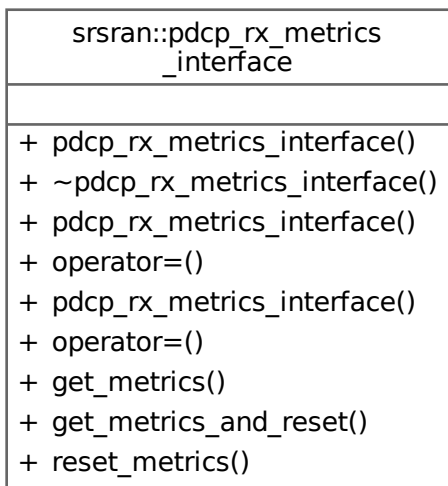 srsran::pdcp_rx_metrics
_interface
+ pdcp_rx_metrics_interface()
+ ~pdcp_rx_metrics_interface()
+ pdcp_rx_metrics_interface()
+ operator=()
+ pdcp_rx_metrics_interface()
+ operator=()
+ get_metrics()
+ get_metrics_and_reset()
+ reset_metrics()